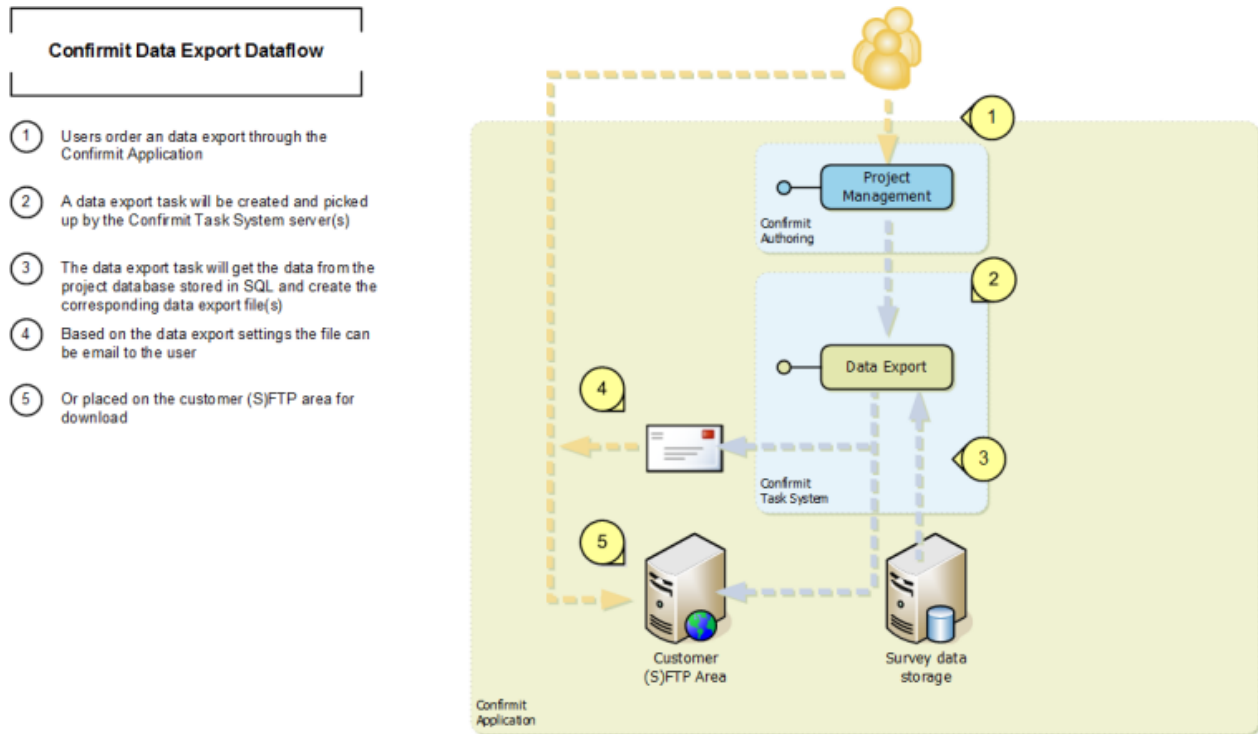 Confirmit Data Export Dataflow
1
Users order an data export through the
Confirmit Application
2
A data export task will be created and picked
up by the Confirmit Task System server(s)
3
The data export task will get the data from the
project database stored in SQL and create the
corresponding data export file(s)
4
Based on the data export settings the file can
be email to the user
5
Or placed on the customer (S)FTP area for
download
1
Project
Management
Confirmit
Authoring
2
Data Export
4
3
Confirmit
Task System
5
Customer
(S)FTP Area
Survey data
storage
Confirmit
Application